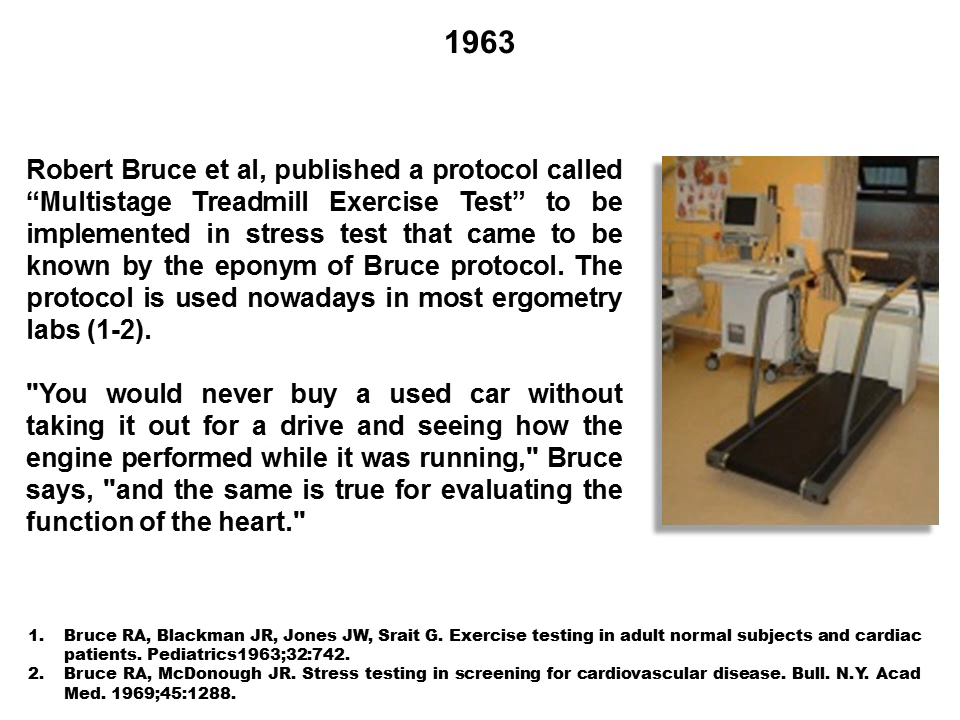 1963
Robert Bruce et al, published a protocol called
“Multistage Treadmill Exercise Test” to be
implemented in stress test that came to be
known by the eponym of Bruce protocol. The
protocol is used nowadays in most ergometry
labs (1-2).
"You would never buy a used car without
taking it out for a drive and seeing how the
engine performed while it was running," Bruce
says, "and the same is true for evaluating the
function of the heart."
1. Bruce RA, Blackman JR, Jones JW, Srait G. Exercise testing in adult normal subjects and cardiac
patients. Pediatrics1963;32:742.
2. Bruce RA, McDonough JR. Stress testing in screening for cardiovascular disease. Bull. N.Y. Acad
Med. 1969;45:1288.